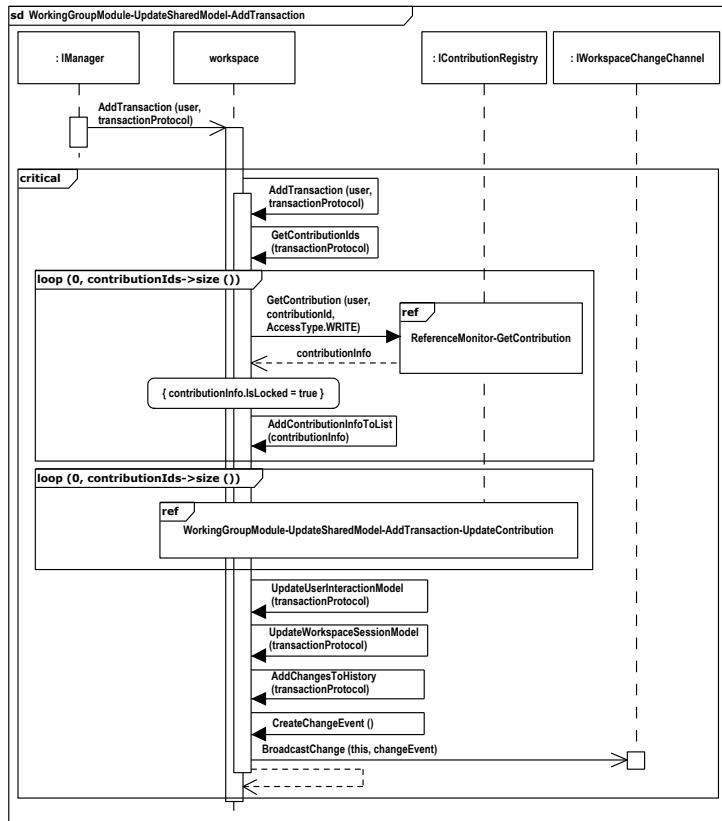 sd WorkingGroupModule-UpdateSharedModel-AddTransaction
: IManager
workspace
: IContributionRegistry
: IWorkspaceChangeChannel
AddTransaction (user,
transactionProtocol)
critical
AddTransaction (user,
transactionProtocol)
GetContributionIds
(transactionProtocol)
loop (0, contributionIds->size ())
GetContribution (user,
contributionId,
AccessType.WRITE)
ref
ReferenceMonitor-GetContribution
contributionInfo
{ contributionInfo.IsLocked = true }
AddContributionInfoToList
(contributionInfo)
loop (0, contributionIds->size ())
ref
WorkingGroupModule-UpdateSharedModel-AddTransaction-UpdateContribution
UpdateUserInteractionModel
(transactionProtocol)
UpdateWorkspaceSessionModel
(transactionProtocol)
AddChangesToHistory
(transactionProtocol)
CreateChangeEvent ()
BroadcastChange (this, changeEvent)